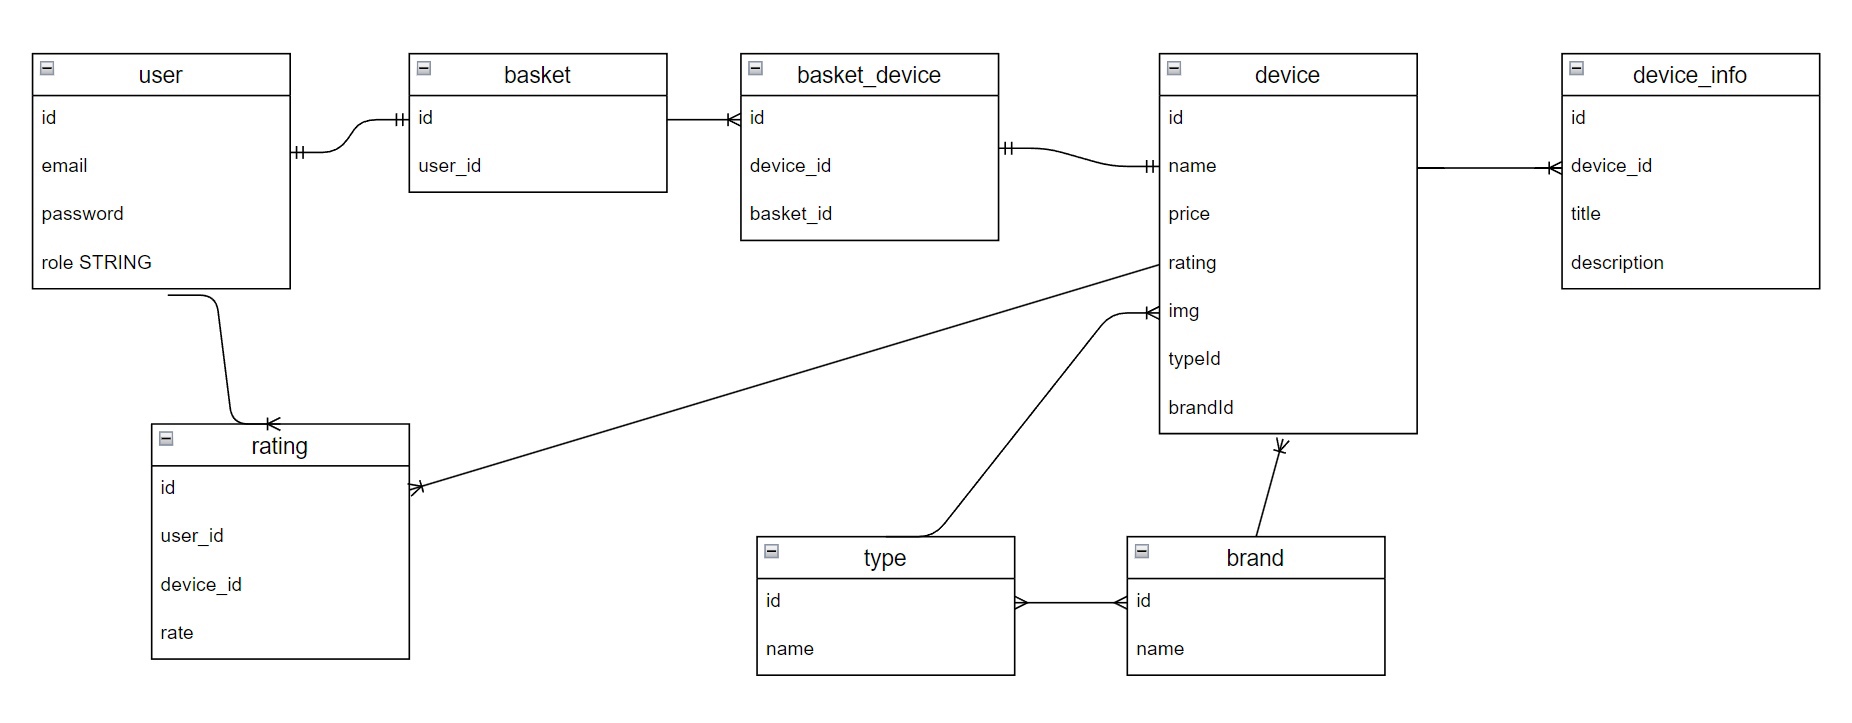 user
id
email
password
role STRING
basket
id
user_id
basket_device
id
device_id
basket_id
device
id
name
price
rating
img
typeId
brandId
device_info
id
device_id
title
description
rating
id
user_id
device_id
rate
type
id
name
brand
id
name